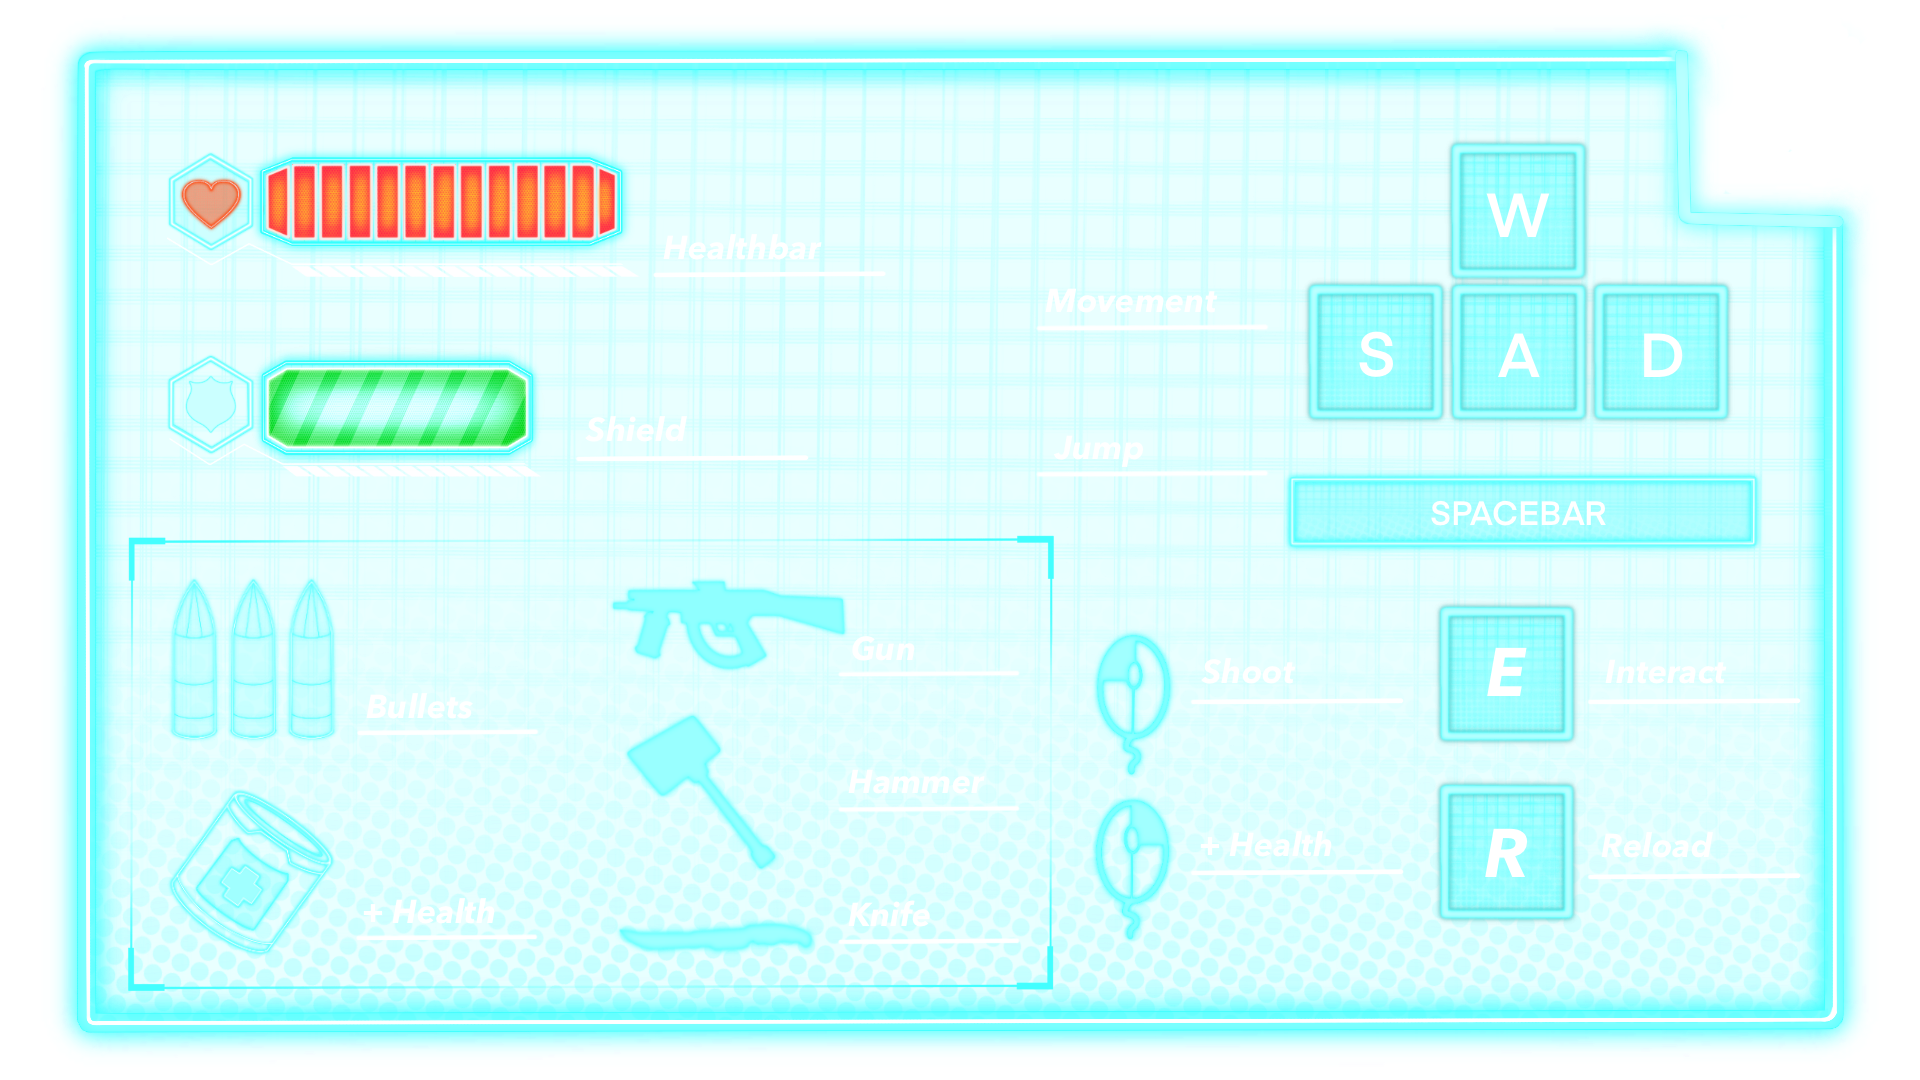 Healthbar
Shield
Movement
W
S A D
Jump
SPACEBAR
Bullets
+ Health
Gun
Hammer
Knife
Shoot
E
Interact
+ Health
R
Reload